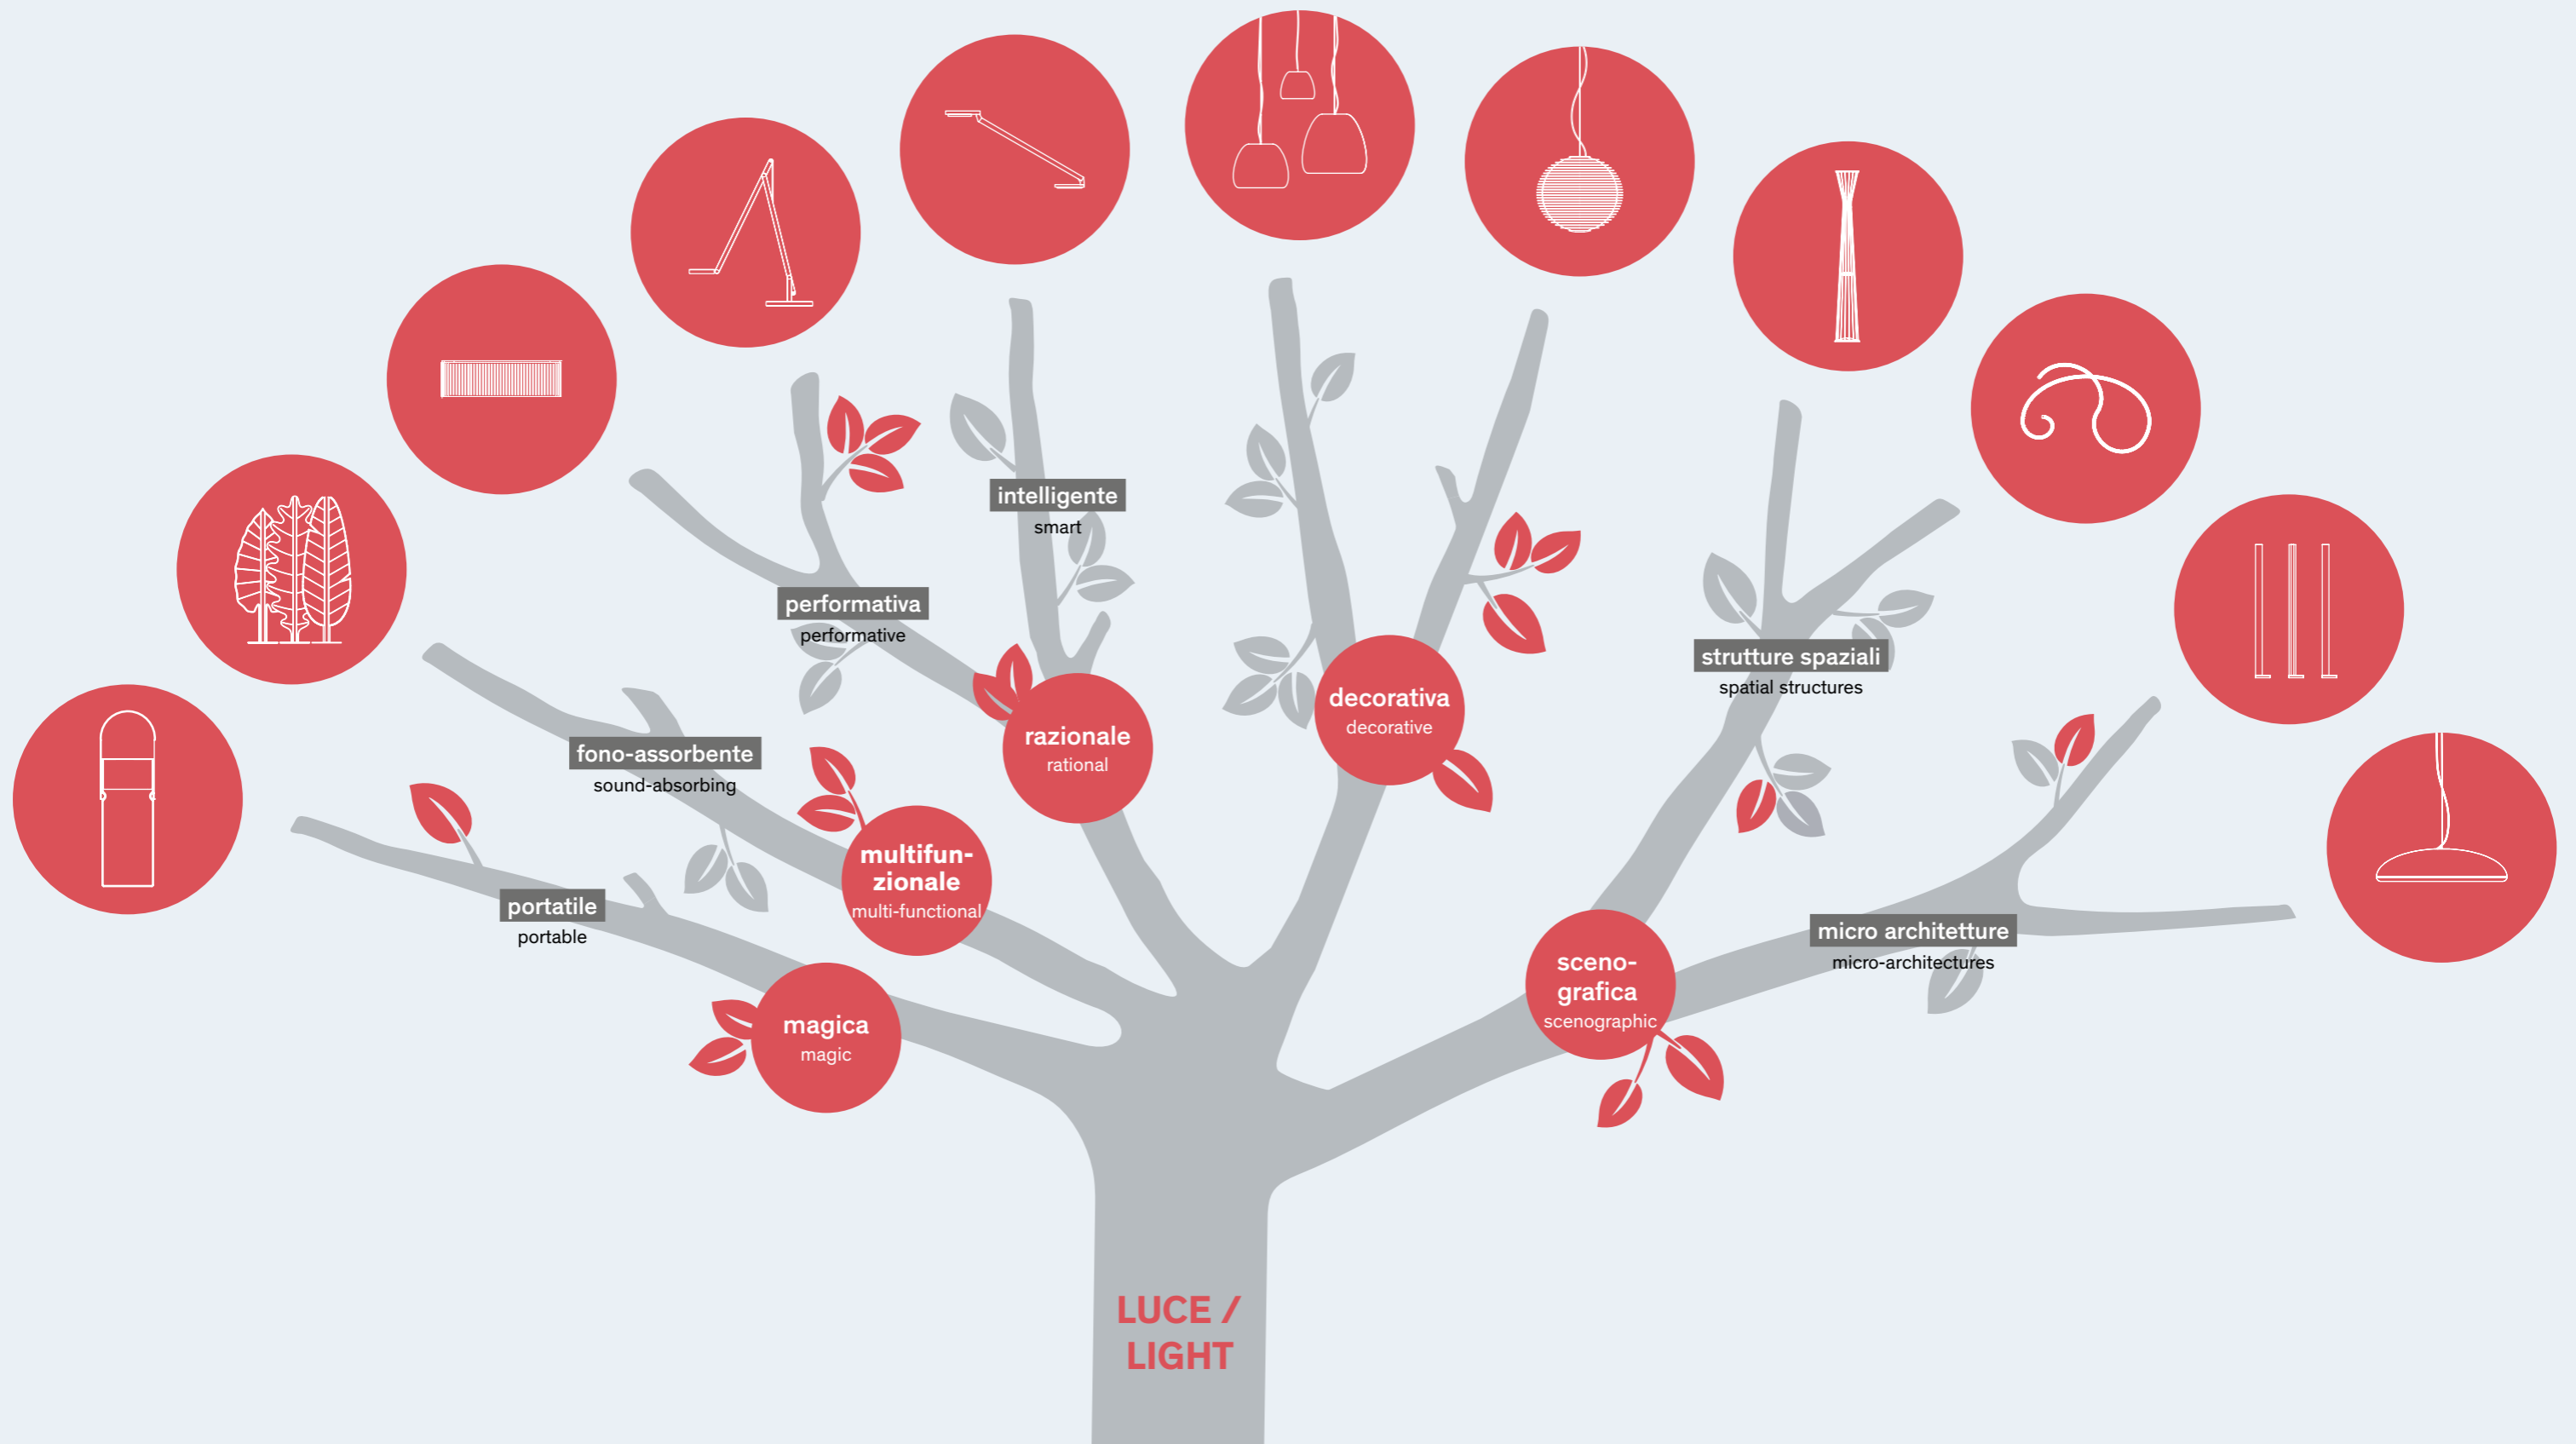 intelligente
smart
performativa
performative
strutture spaziali
spatial structures
decorativa
decorative
razionale
rational
fono-assorbente
sound-absorbing
multifun-
zionale
multi-functional
portatile
portable
micro architetture
micro-architectures
sceno-
grafica
scenographic
magica
magic
LUCE /
LIGHT